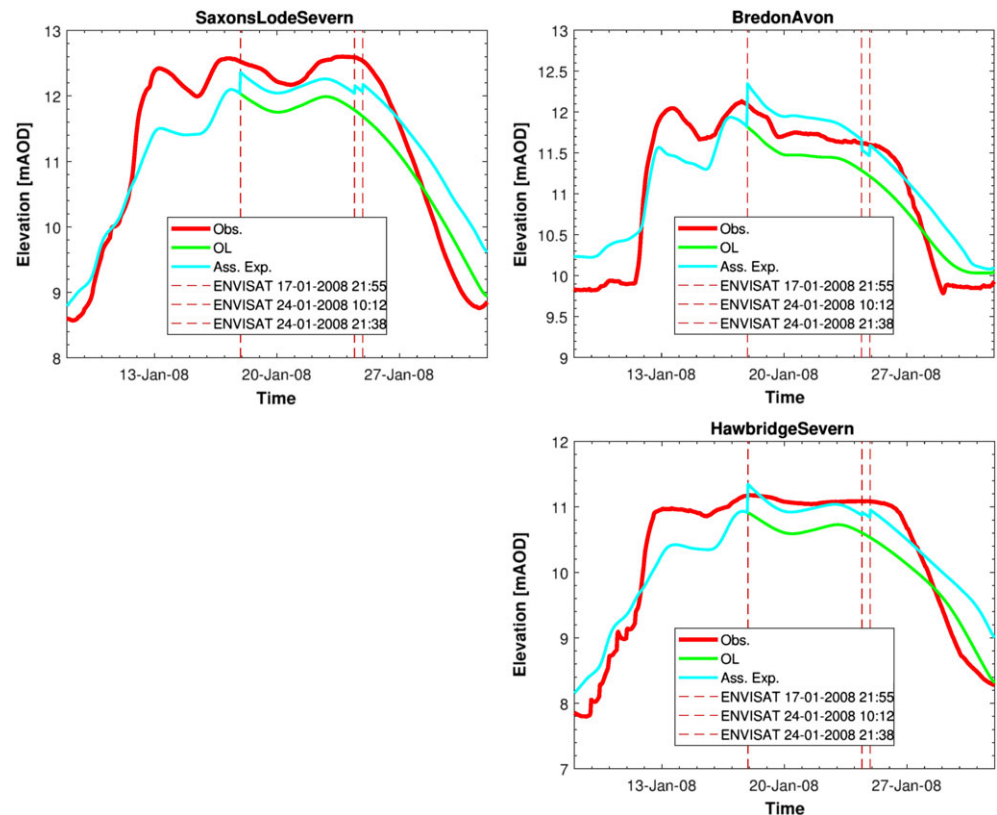 SaxonsLodeSevern
13
12
11
10
9
8
Elevation [mAOD]
Obs.
OL
Ass. Exp.
ENVISAT 17-01-2008 21:55
ENVISAT 24-01-2008 10:12
ENVISAT 24-01-2008 21:38
13-Jan-08 20-Jan-08 27-Jan-08
Time
BredonAvon
13
12.5
12
11.5
11
10.5
10
9.5
9
Elevation [mAOD]
Obs.
OL
Ass. Exp.
ENVISAT 17-01-2008 21:55
ENVISAT 24-01-2008 10:12
ENVISAT 24-01-2008 21:38
13-Jan-08 20-Jan-08 27-Jan-08
Time
HawbridgeSevern
12
11
10
9
8
7
Elevation [mAOD]
Obs.
OL
Ass. Exp.
ENVISAT 17-01-2008 21:55
ENVISAT 24-01-2008 10:12
ENVISAT 24-01-2008 21:38
13-Jan-08 20-Jan-08 27-Jan-08
Time